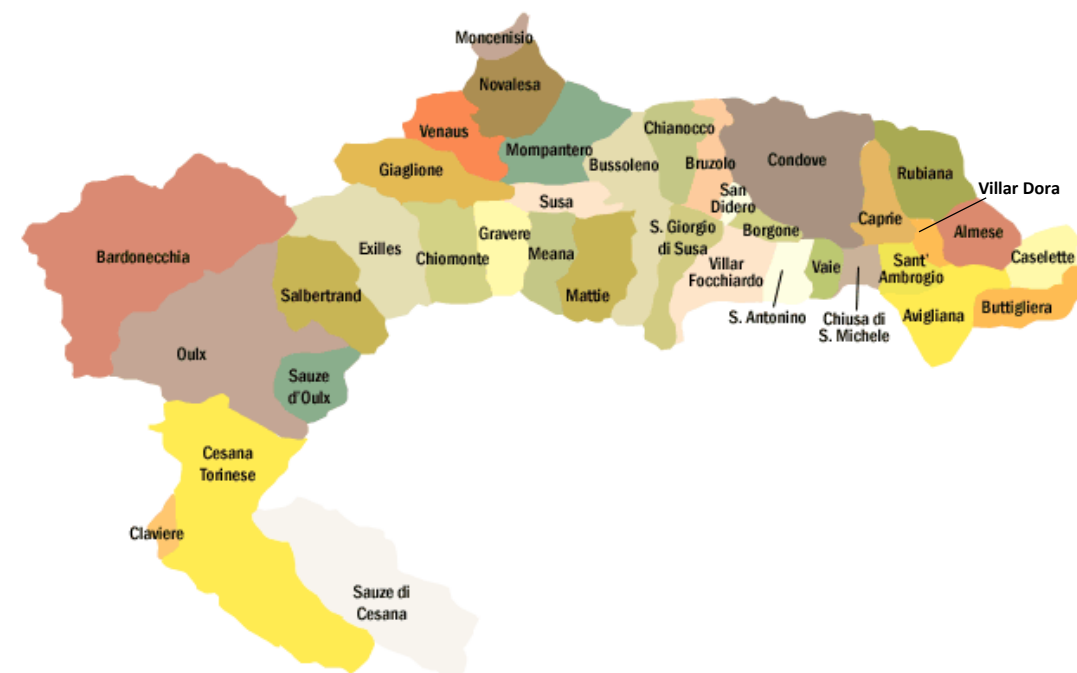 Moncenisio
Novalesa
Venaus
Mompantero
Chianocco
Bussoleno
Bruzolo
Condove
Rubiana
Giaglione
Villar Dora
Susa
San
Didero
Caprie
Almese
Bardonecchia
Exilles
Chiomonte
Gravere
Meana
S. Giorgio
di Susa
Borgone
Caselette
Salbertrand
Mattie
Villar
Focchiardo
Vaie
Sant'
Ambrogio
S. Antonino
Chiusa di
S. Michele
Avigliana
Buttigliera
Oulx
Sauze
d'Oulx
Cesana
Torinese
Claviere
Sauze di
Cesana